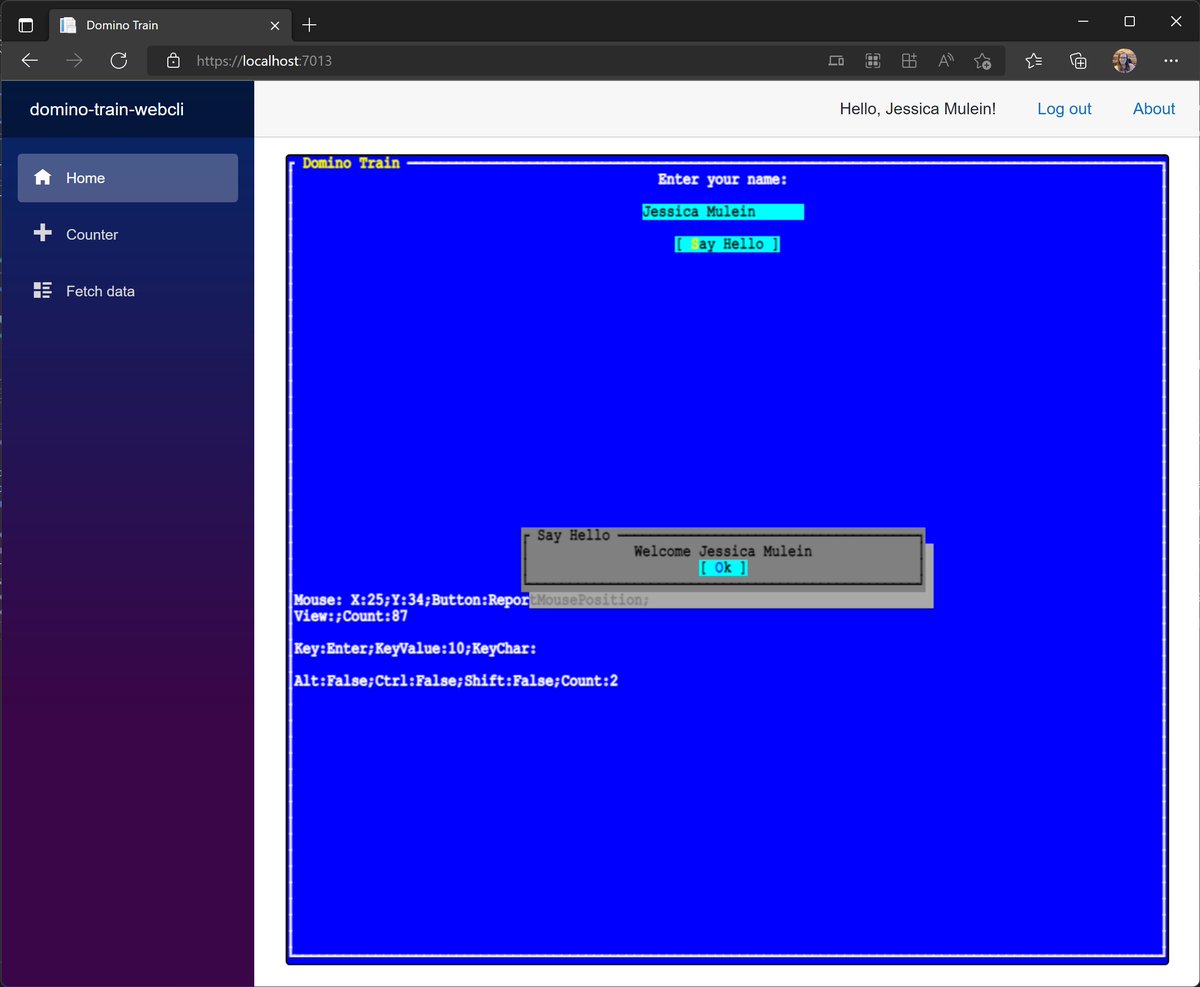 Domino Train
https://localhost:7013
domino-train-webcli
Hello, Jessica Mulein!
Log out
About
Home
Counter
Fetch data
Domino Train
Enter your name:
Jessica Mulein
[ Say Hello ]
Say Hello
Welcome Jessica Mulein
[ Ok ]
Mouse: X:25;Y:34;Button:ReportMousePosition;
View:;Count:87
Key:Enter;KeyValue:10;KeyChar:
Alt:False;Ctrl:False;Shift:False;Count:2